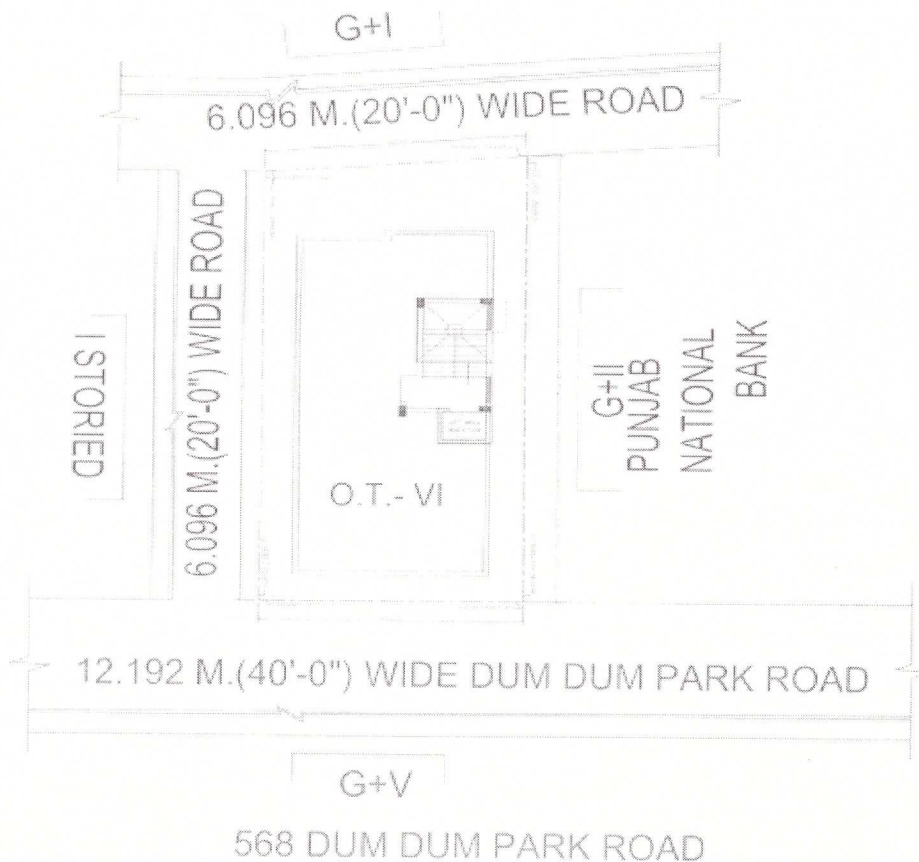 G+I
6.096 M.(20'-0") WIDE ROAD
6.096 M.(20'-0") WIDE ROAD
I STORIED
G+III
PUNJAB
NATIONAL
BANK
O.T.- VI
12.192 M.(40'-0") WIDE DUM DUM PARK ROAD
G+V
568 DUM DUM PARK ROAD